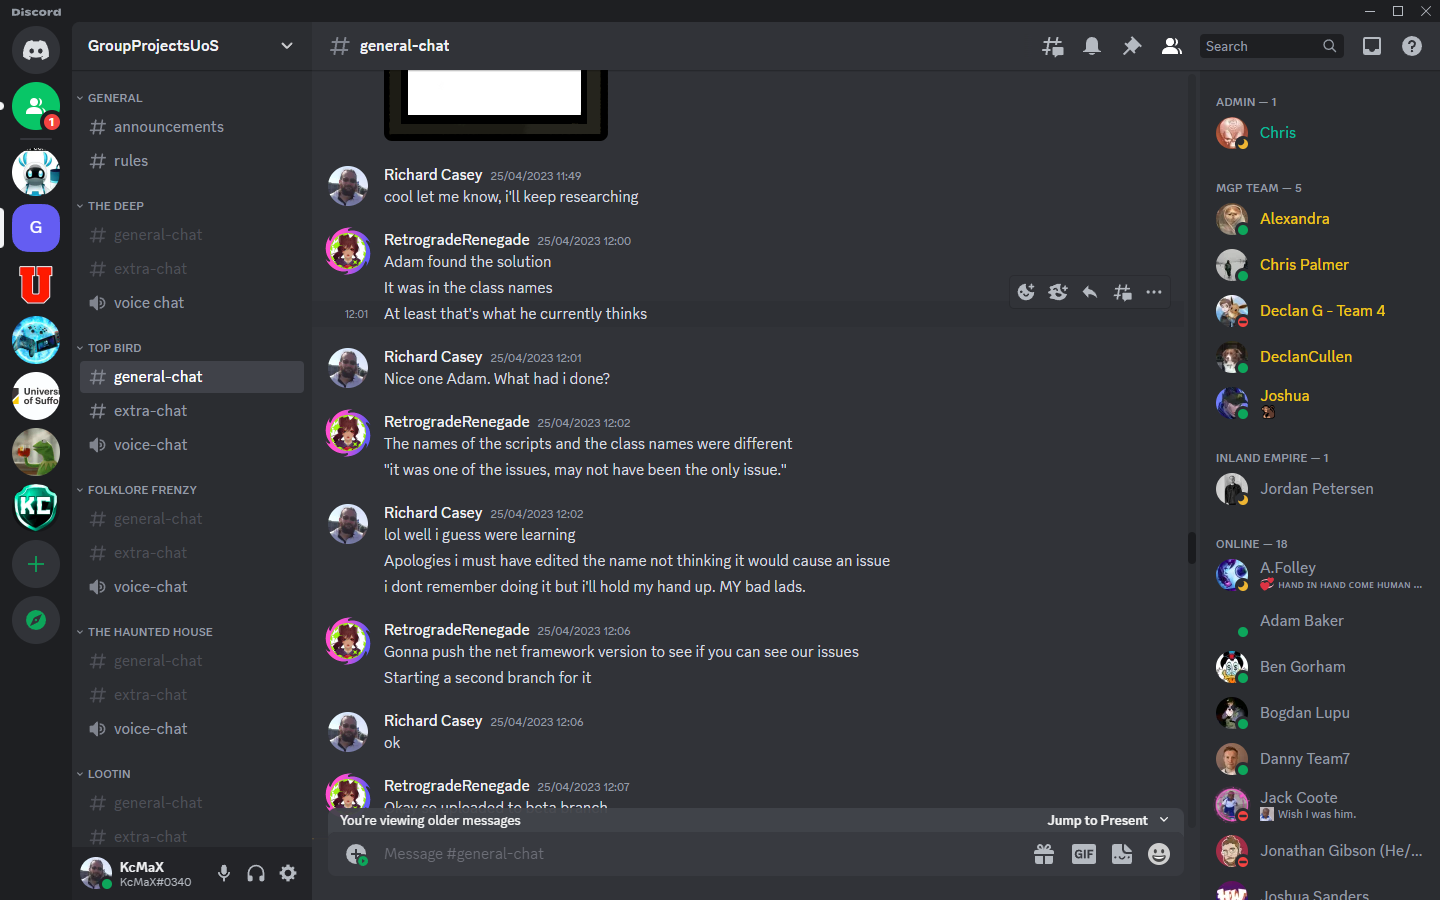 Discord
GroupProjectsUoS
general-chat
Search
1
G
U
Univers
of Suffo
KC
GENERAL
announcements
rules
THE DEEP
general-chat
extra-chat
voice chat
TOP BIRD
general-chat
extra-chat
voice-chat
FOLKLORE FRENZY
general-chat
extra-chat
voice-chat
THE HAUNTED HOUSE
general-chat
extra-chat
voice-chat
LOOTIN
general-chat
extra-chat
KcMaX
KcMaX#0340
Richard Casey 25/04/2023 11:49
cool let me know, i'll keep researching
RetrogradeRenegade 25/04/2023 12:00
Adam found the solution
It was in the class names
12:01 At least that's what he currently thinks
Richard Casey 25/04/2023 12:01
Nice one Adam. What had i done?
RetrogradeRenegade 25/04/2023 12:02
The names of the scripts and the class names were different
"it was one of the issues, may not have been the only issue."
Richard Casey 25/04/2023 12:02
lol well i guess were learning
Apologies i must have edited the name not thinking it would cause an issue
i dont remember doing it but i'll hold my hand up. MY bad lads.
RetrogradeRenegade 25/04/2023 12:06
Gonna push the net framework version to see if you can see our issues
Starting a second branch for it
Richard Casey 25/04/2023 12:06
ok
RetrogradeRenegade 25/04/2023 12:07
Okay so uploaded to beta branch
You're viewing older messages Jump to Present
Message #general-chat
GIF
ADMIN — 1
Chris
MGP TEAM — 5
Alexandra
Chris Palmer
Declan G - Team 4
DeclanCullen
Joshua
INLAND EMPIRE — 1
Jordan Petersen
ONLINE — 18
A.Folley
HAND IN HAND COME HUMAN ...
Adam Baker
Ben Gorham
Bogdan Lupu
Danny Team7
Jack Coote
Wish I was him.
Jonathan Gibson (He/...
Joshua Sanders